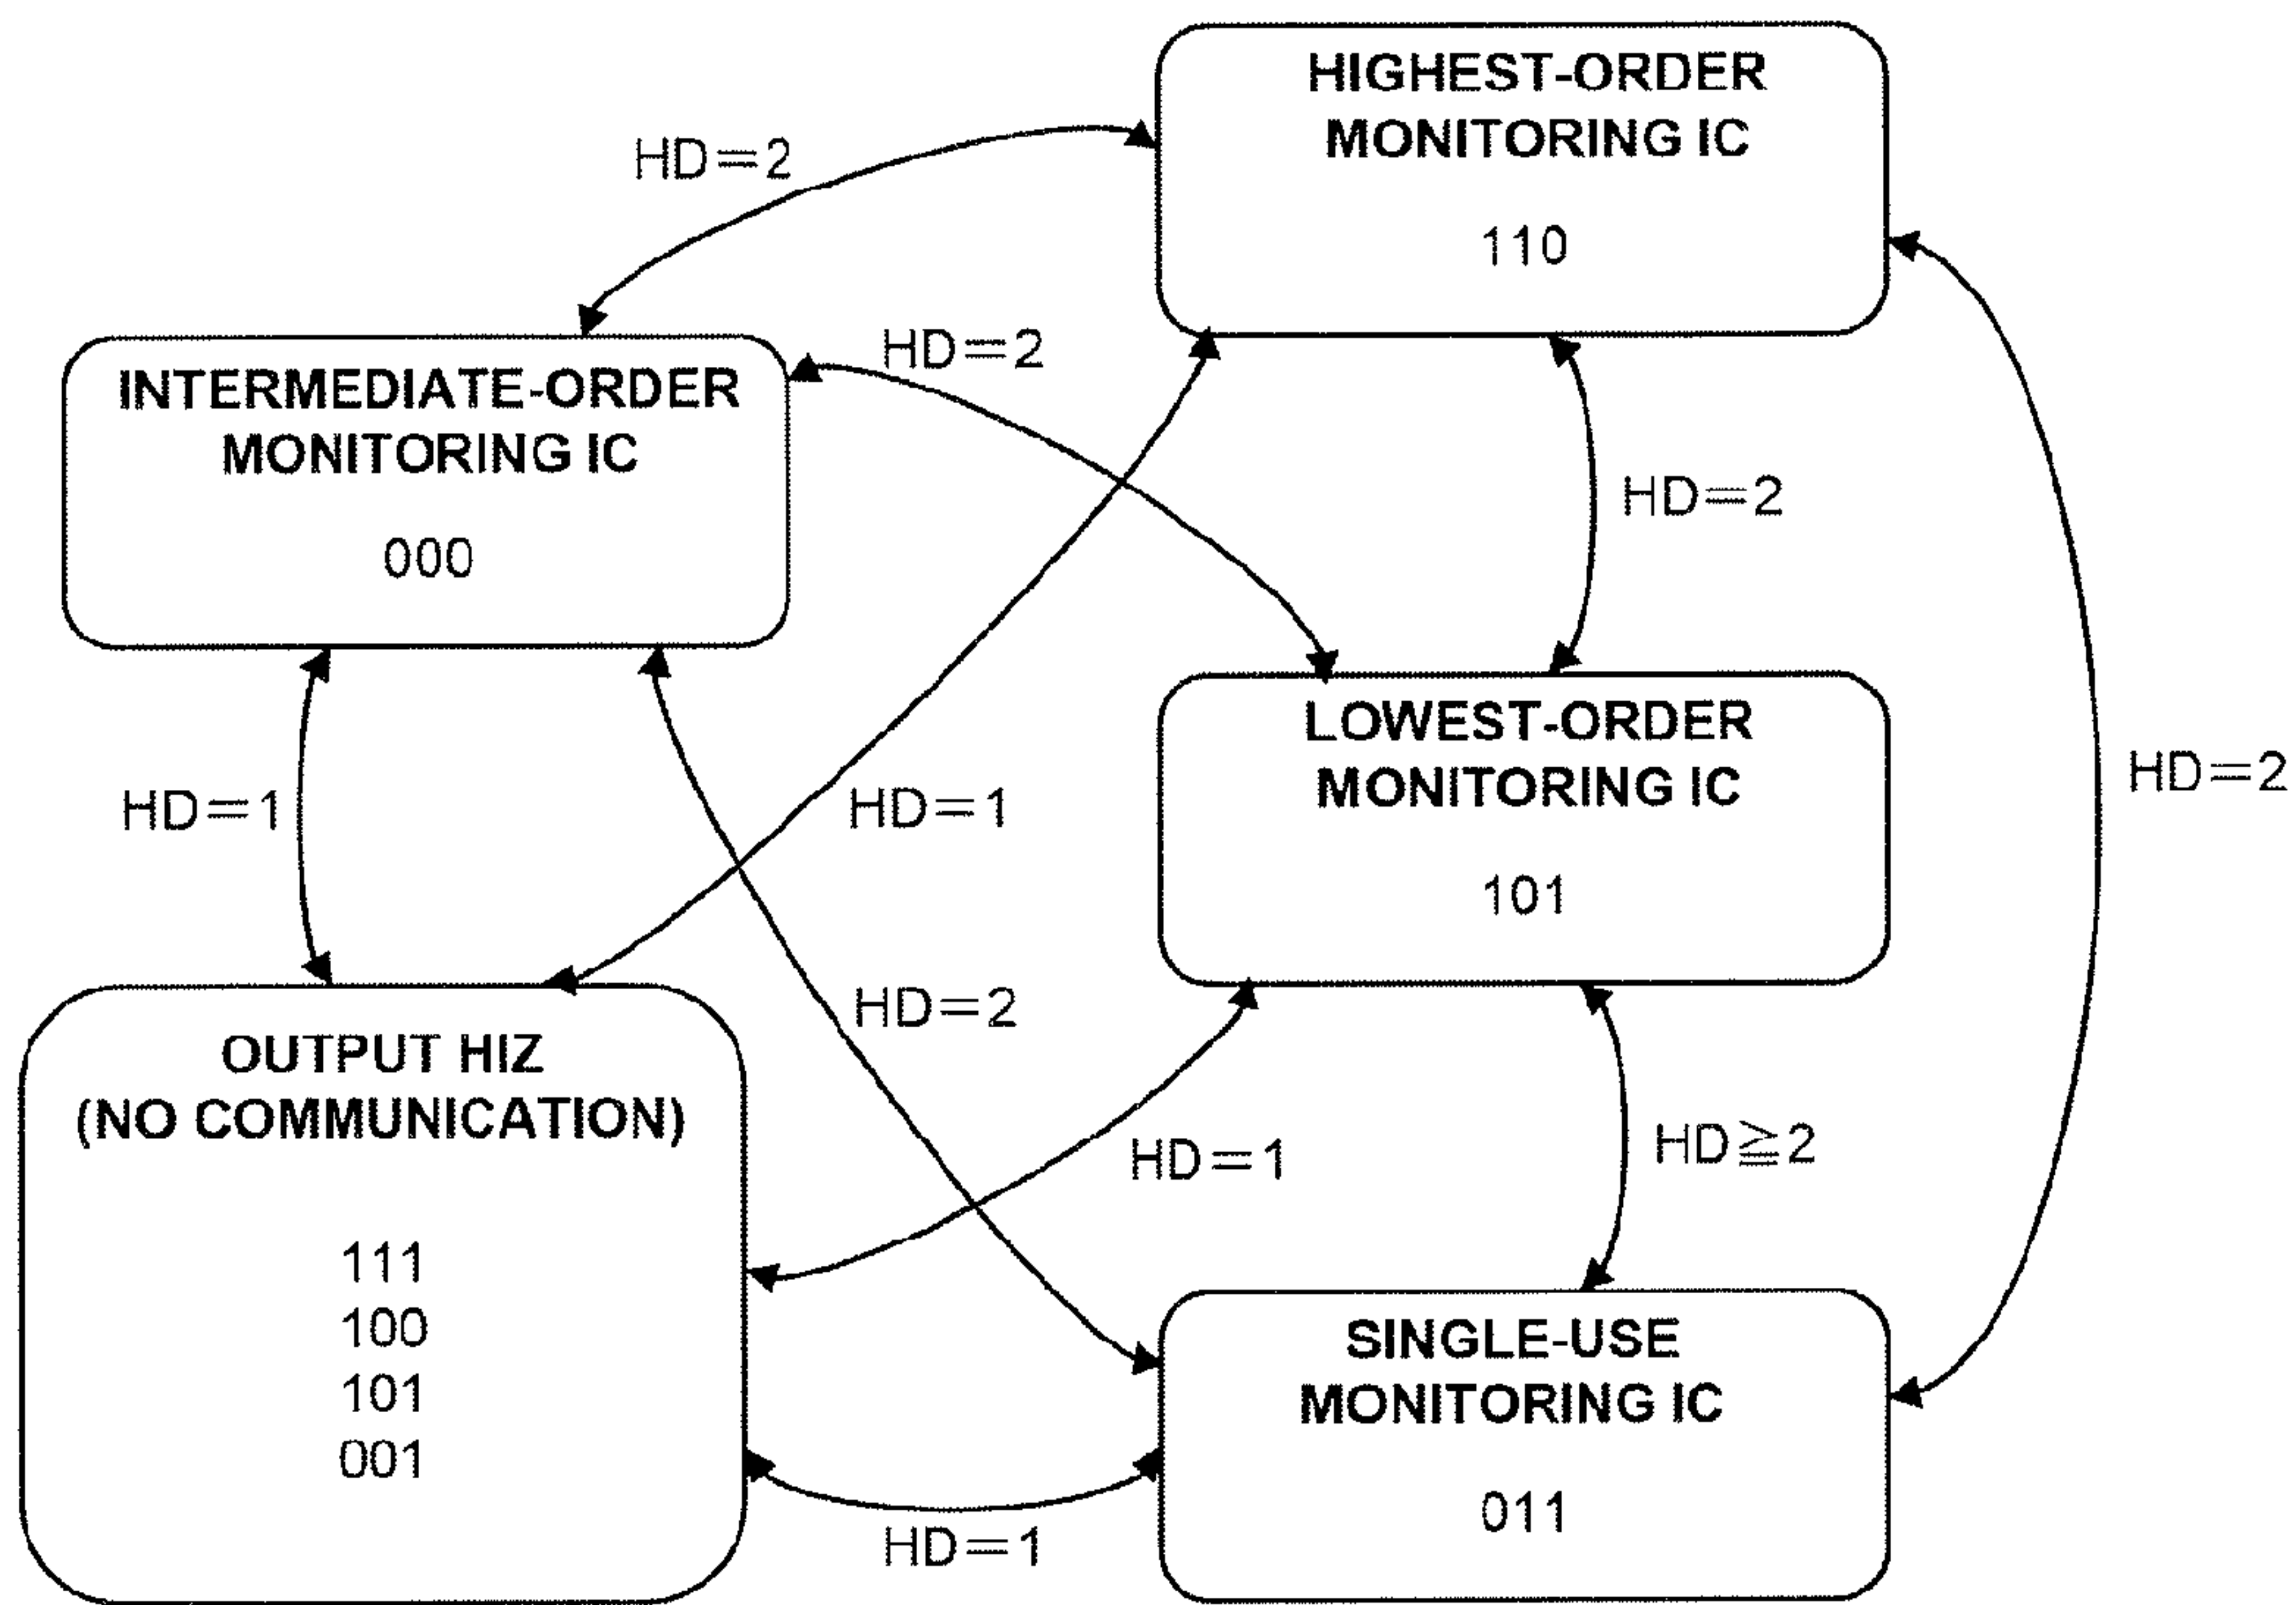 HIGHEST-ORDER
MONITORING IC
110
HD=2
INTERMEDIATE-ORDER
MONITORING IC
000
HD=2
HD=2
LOWEST-ORDER
MONITORING IC
101
HD=2
HD=1
HD=1
HD=2
OUTPUT HIZ
(NO COMMUNICATION)
111
100
101
001
HD=1
HD≧2
SINGLE-USE
MONITORING IC
011
HD=1